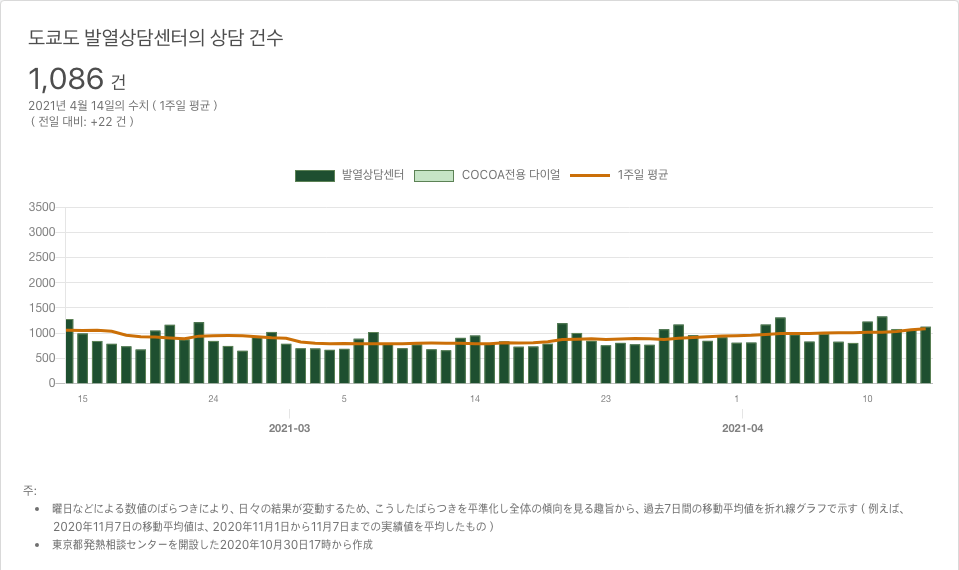 도쿄도 발열상담센터의 상담 건수
1,086 건
2021년 4월 14일의 수치 ( 1주일 평균 )
( 전일 대비: +22 건 )
발열상담센터 COCOA전용 다이얼 1주일 평균
3500
3000
2500
2000
1500
1000
500
0
15 24 5 14 23 1 10
2021-03 2021-04
주:
• 曜日などによる数値のばらつきにより、日々の結果が変動するため、こうしたばらつきを平準化し全体の傾向を見る趣旨から、過去7日間の移動平均値を折れ線グラフで示す ( 例えば、
2020年11月7日の移動平均値は、2020年11月1日から11月7日までの実績値を平均したもの )
• 東京都発熱相談センターを開設した2020年10月30日17時から作成